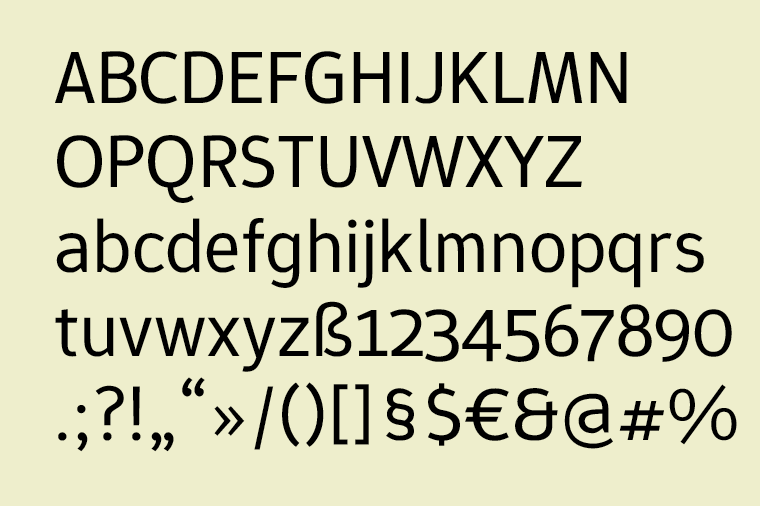 ABCDEFGHIJKLMN
OPQRSTUVWXYZ
abcdefghijklmnopqrs
tuvwxyzß1234567890
.;?!„“»/()[]§$€&@#%